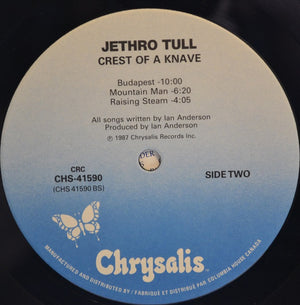 JETHRO TULL
CREST OF A KNAVE
Budapest -10:00
Mountain Man -6:20
Raising Steam -4:05
All songs written by Ian Anderson
Produced by Ian Anderson
℗ 1987 Chrysalis Records Inc.
CRC
CHS-41590
(CHS 41590 BS)
SIDE TWO
Chrysalis
MANUFACTURED AND DISTRIBUTED BY / FABRIQUÉ ET DISTRIBUÉ PAR COLUMBIA HOUSE CANADA